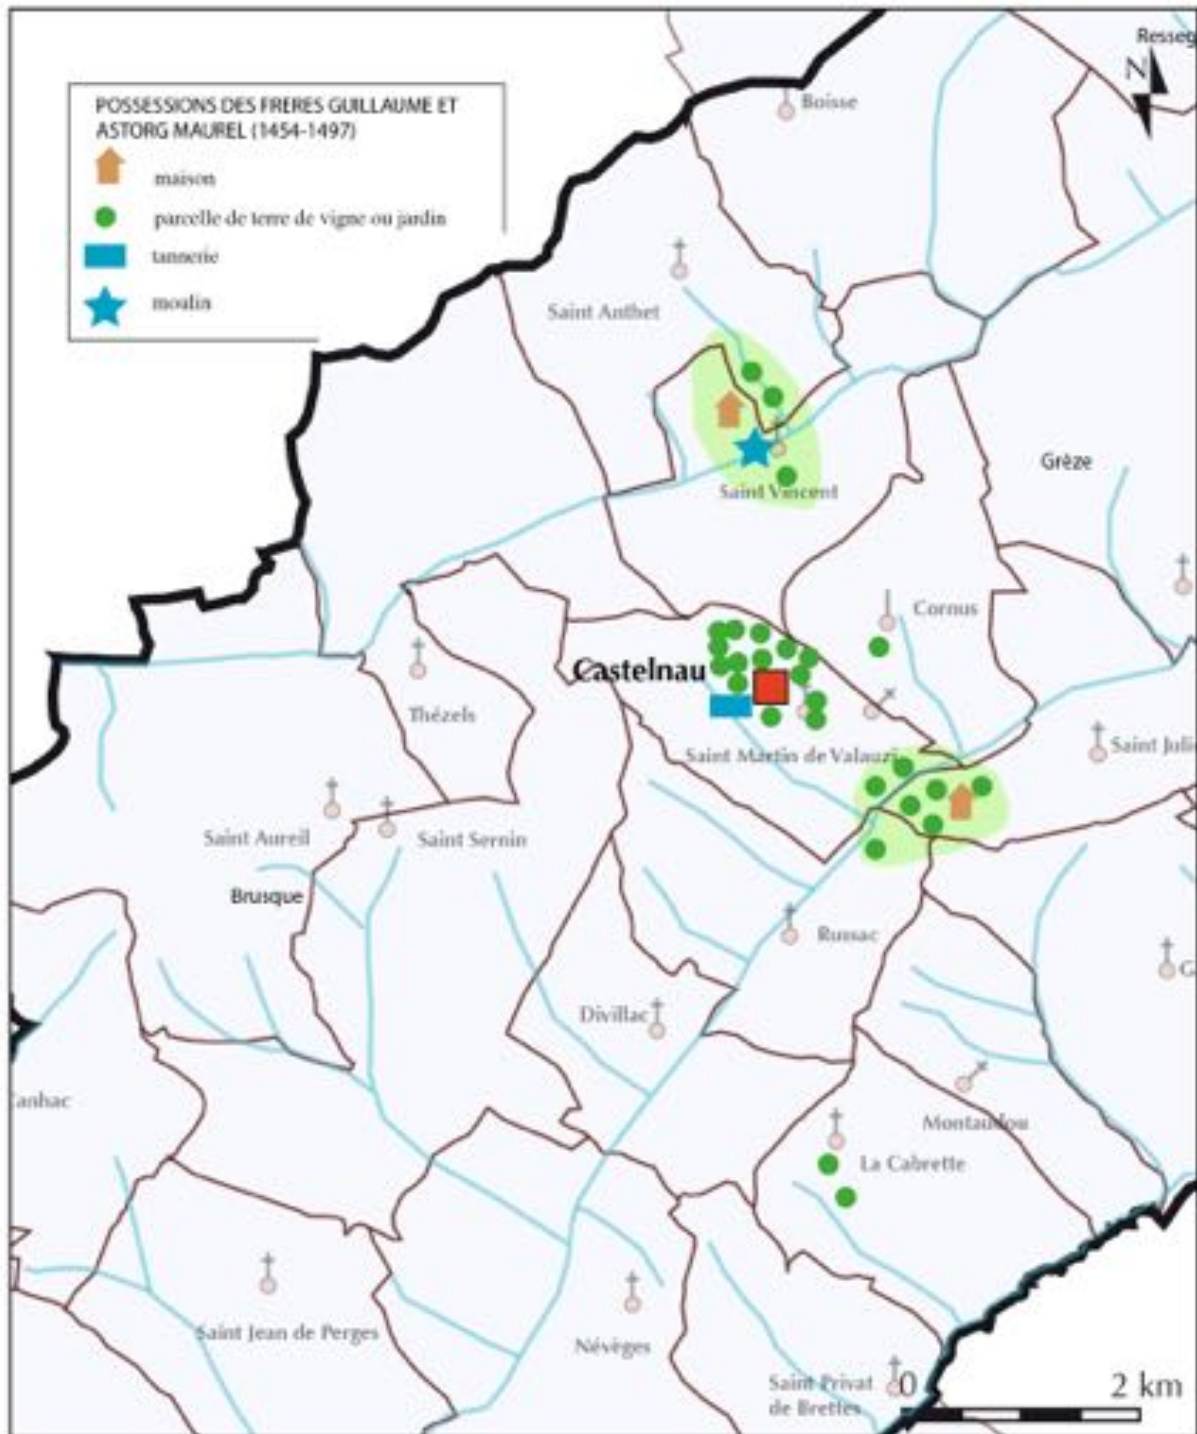 POSSESSIONS DES FRERES GUILLAUME ET
ASTORG MAUREL (1454-1497)
maison
parcelle de terre de vigne ou jardin
tannerie
moulin
Resseg
N
Boisse
Saint Anthet
Grèze
Saint Vincent
Cornus
Castelnau
Thézels
Saint Martin de Valauzi
Saint Juli
Saint Aureil
Saint Sernin
Brusque
Russac
Divillac
Montaudou
La Cabrette
Saint Jean de Perges
Névèges
Saint Privat
de Brettes
0
2 km